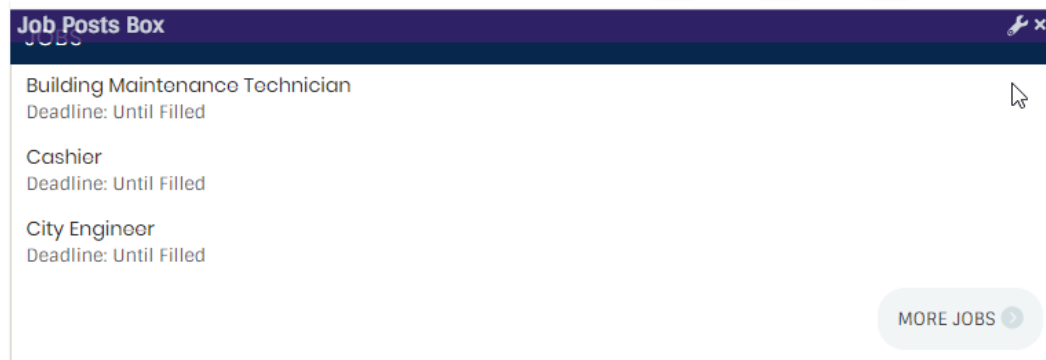 Job Posts Box
JOBS
Building Maintenance Technician
Deadline: Until Filled
Cashier
Deadline: Until Filled
City Engineer
Deadline: Until Filled
MORE JOBS